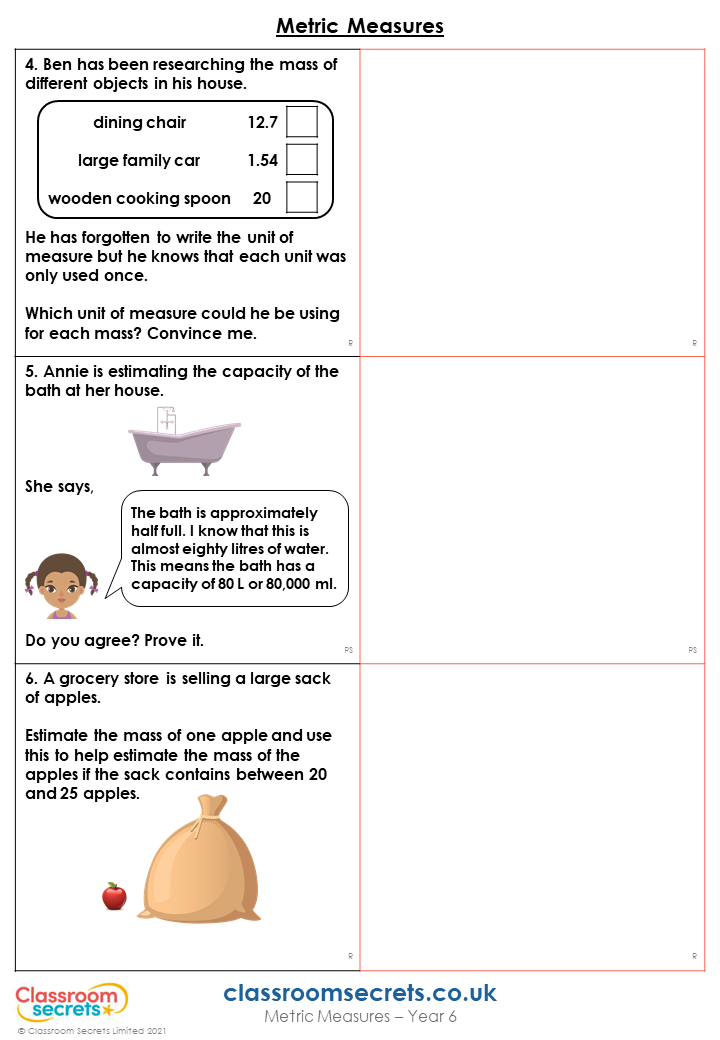 Metric Measures
4. Ben has been researching the mass of
different objects in his house.
dining chair 12.7
large family car 1.54
wooden cooking spoon 20
He has forgotten to write the unit of
measure but he knows that each unit was
only used once.
Which unit of measure could he be using
for each mass? Convince me.
R
R
5. Annie is estimating the capacity of the
bath at her house.
She says,
The bath is approximately
half full. I know that this is
almost eighty litres of water.
This means the bath has a
capacity of 80 L or 80,000 ml.
Do you agree? Prove it.
PS
PS
6. A grocery store is selling a large sack
of apples.
Estimate the mass of one apple and use
this to help estimate the mass of the
apples if the sack contains between 20
and 25 apples.
R
R
Classroom
secrets
© Classroom Secrets Limited 2021
classroomsecrets.co.uk
Metric Measures – Year 6